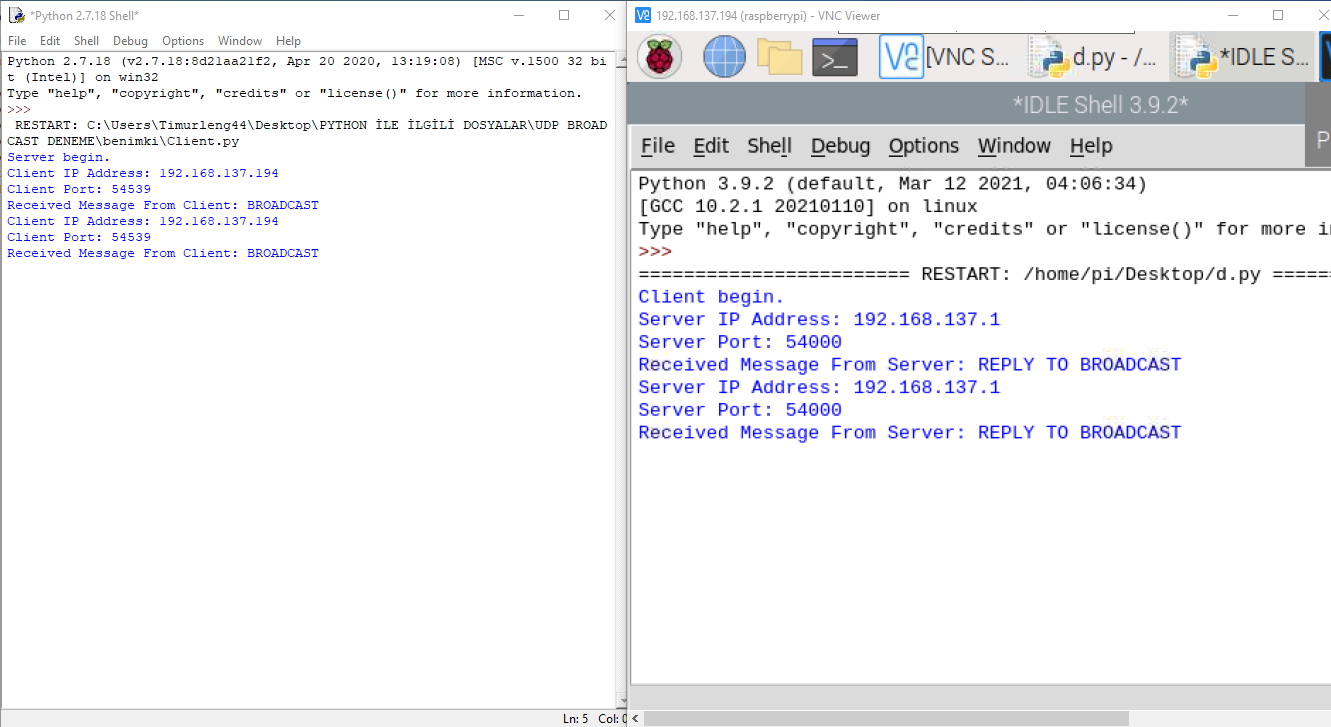 *Python 2.7.18 Shell*
File Edit Shell Debug Options Window Help
Python 2.7.18 (v2.7.18:8d21aa21f2, Apr 20 2020, 13:19:08) [MSC v.1500 32 bi
t (Intel)] on win32
Type "help", "copyright", "credits" or "license()" for more information.
>>>
RESTART: C:\Users\Timurleng44\Desktop\PYTHON İLE İLGİLİ DOSYALAR\UDP BROAD
CAST DENEME\benimki\Client.py
Server begin.
Client IP Address: 192.168.137.194
Client Port: 54539
Received Message From Client: BROADCAST
Client IP Address: 192.168.137.194
Client Port: 54539
Received Message From Client: BROADCAST
Ln: 5 Col: 0
192.168.137.194 (raspberrypi) - VNC Viewer
[VNC S... d.py - /... *IDLE S...
*IDLE Shell 3.9.2*
File Edit Shell Debug Options Window Help
P
Python 3.9.2 (default, Mar 12 2021, 04:06:34)
[GCC 10.2.1 20210110] on linux
Type "help", "copyright", "credits" or "license()" for more i
>>>
======================== RESTART: /home/pi/Desktop/d.py =====
Client begin.
Server IP Address: 192.168.137.1
Server Port: 54000
Received Message From Server: REPLY TO BROADCAST
Server IP Address: 192.168.137.1
Server Port: 54000
Received Message From Server: REPLY TO BROADCAST